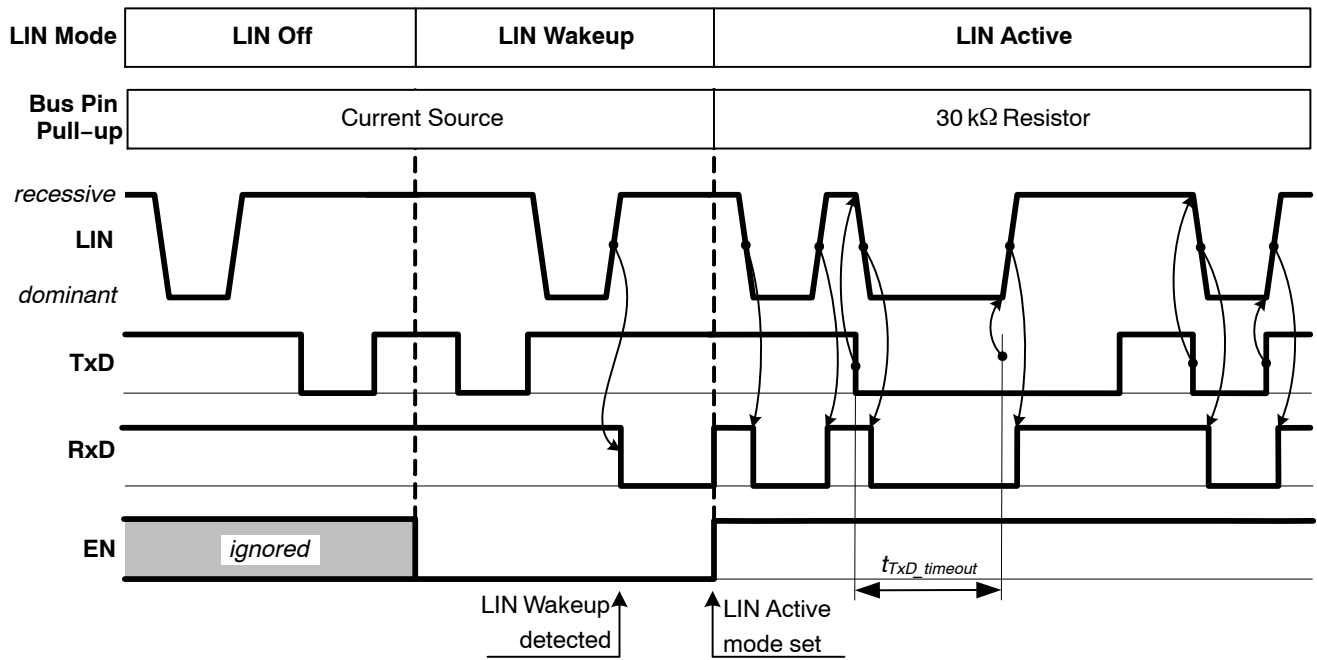 LIN Mode LIN Off LIN Wakeup LIN Active
Bus Pin
Pull−up
Current Source 30 kΩ Resistor
recessive
LIN
dominant
TxD
RxD
EN ignored
tTxD_timeout
LIN Wakeup
detected
LIN Active
mode set